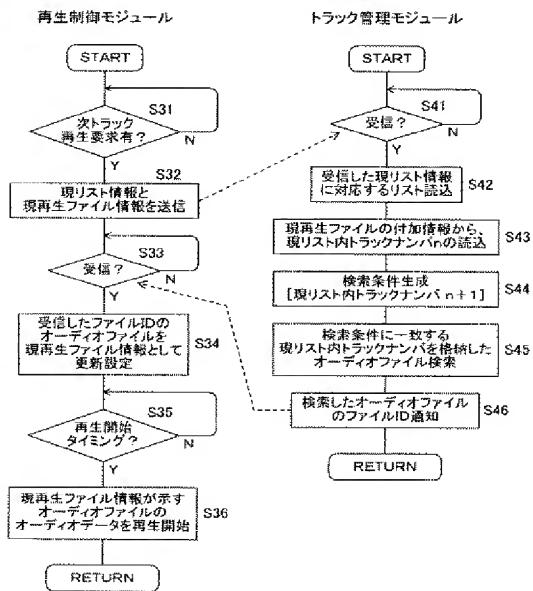 再生制御モジュール
START
S31
次トラック
再生要求有？
N
Y
S32
現リスト情報と
現再生ファイル情報を送信
S33
受信？
N
Y
受信したファイルIDの
オーディオファイルを
現再生ファイル情報として
更新設定
S34
S35
再生開始
タイミング？
N
Y
現再生ファイル情報が示す
オーディオファイルの
オーディオデータを再生開始
S36
RETURN
トラック管理モジュール
START
S41
受信？
N
Y
受信した現リスト情報
に対応するリスト読込
S42
現再生ファイルの付加情報から、
現リスト内トラックナンバnの読込
S43
検索条件生成
[現リスト内トラックナンバ n＋1]
S44
検索条件に一致する
現リスト内トラックナンバを格納した
オーディオファイル検索
S45
検索したオーディオファイル
のファイルID通知
S46
RETURN